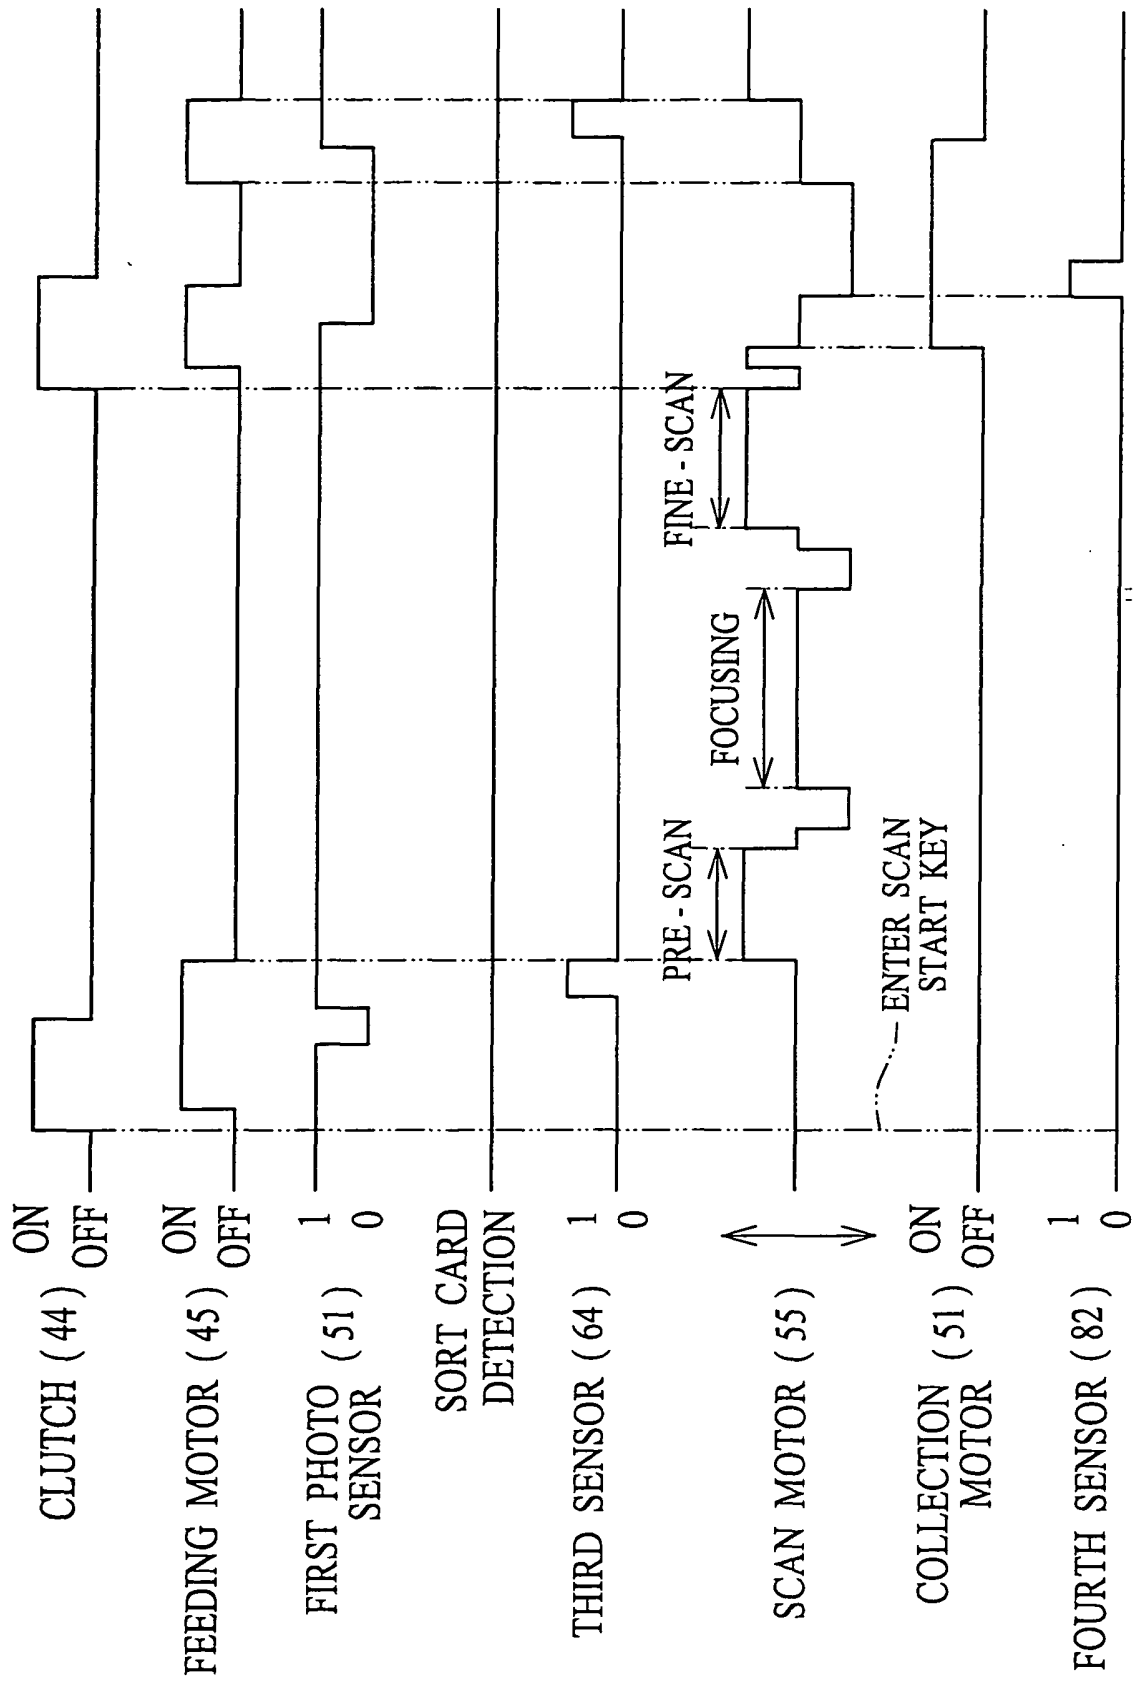 CLUTCH (44)
ON
OFF
FEEDING MOTOR (45)
ON
OFF
FIRST PHOTO
SENSOR
(51)
1
0
SORT CARD
DETECTION
THIRD SENSOR (64)
1
0
SCAN MOTOR (55)
PRE-SCAN
FOCUSING
FINE-SCAN
ENTER SCAN
START KEY
COLLECTION
MOTOR
(51)
ON
OFF
FOURTH SENSOR (82)
1
0